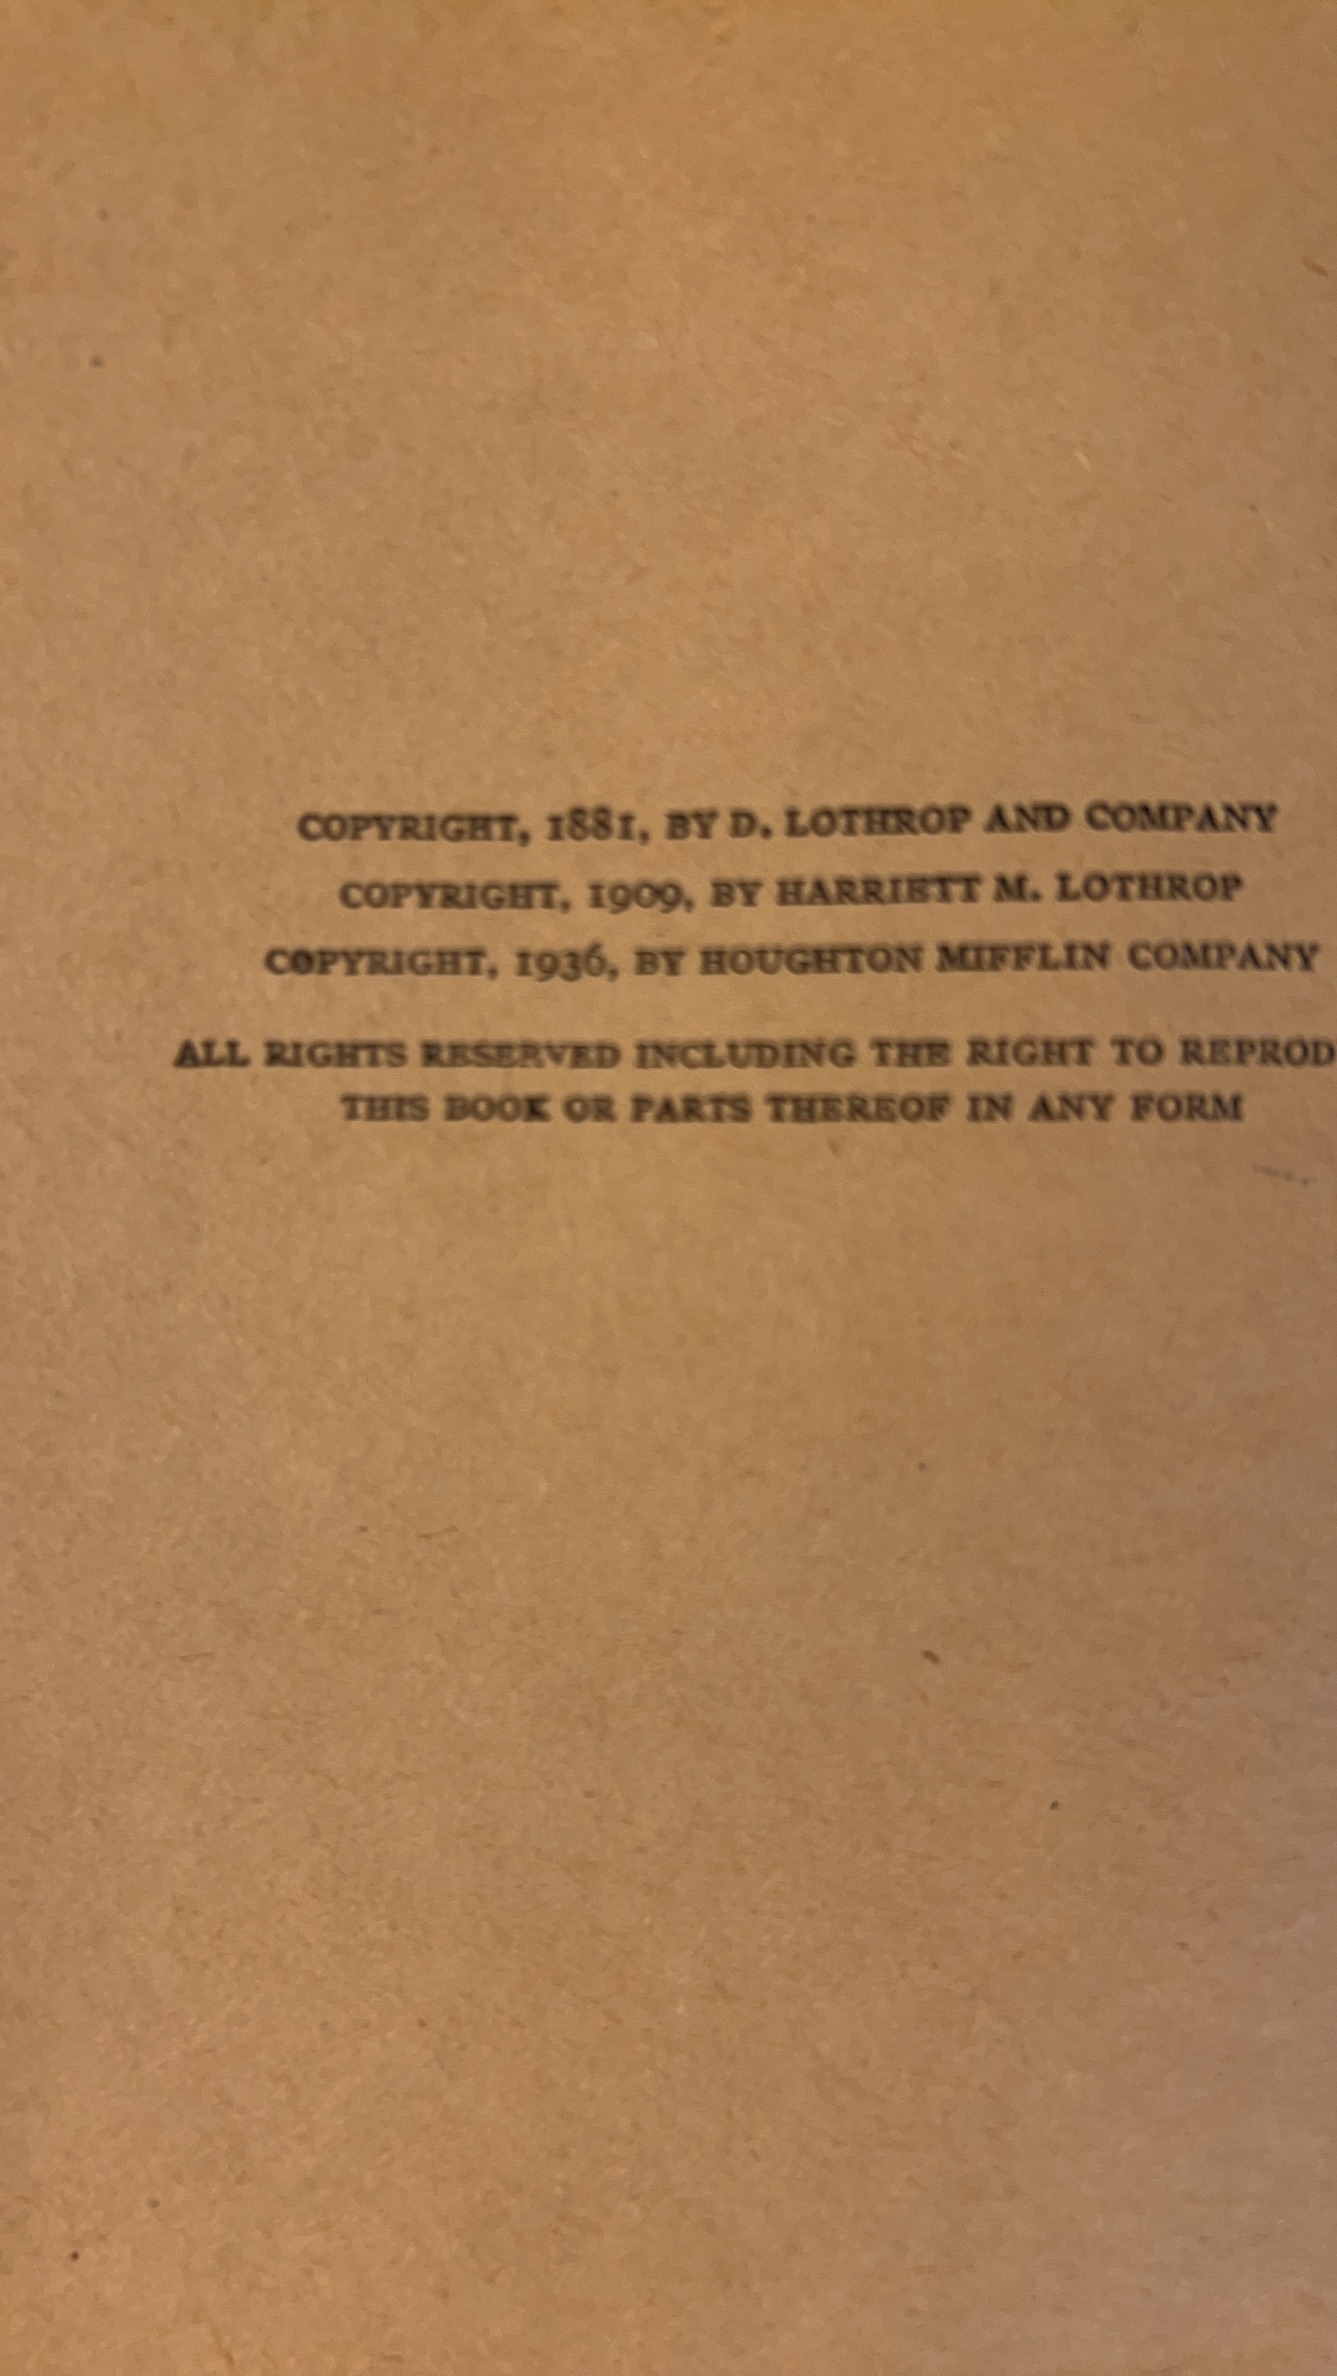 COPYRIGHT, 1881, BY D. LOTHROP AND COMPANY
COPYRIGHT, 1909, BY HARRIETT M. LOTHROP
COPYRIGHT, 1936, BY HOUGHTON MIFFLIN COMPANY
ALL RIGHTS RESERVED INCLUDING THE RIGHT TO REPROD
THIS BOOK OR PARTS THEREOF IN ANY FORM